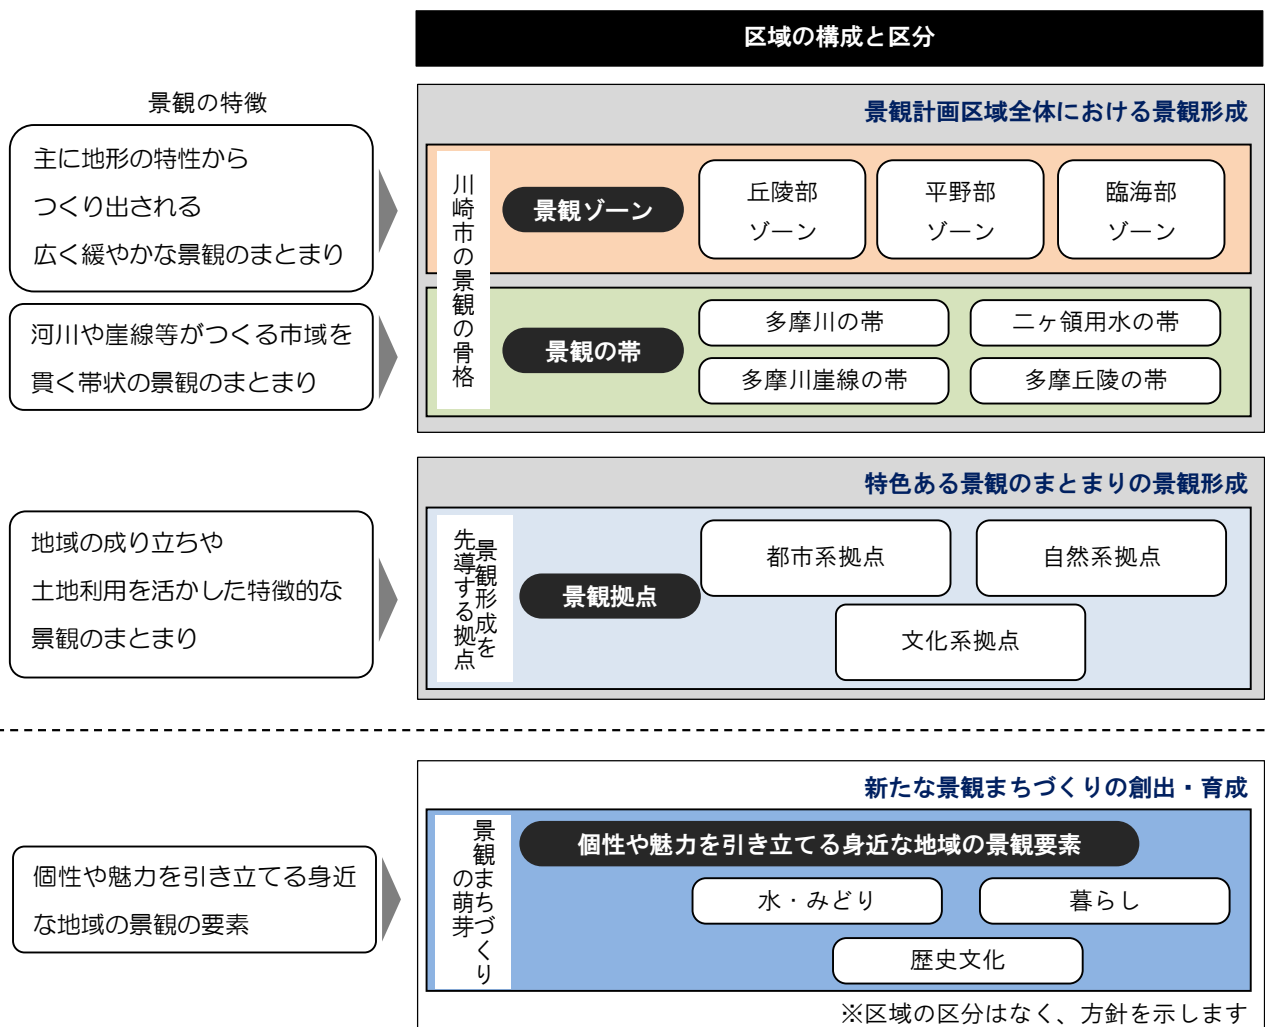 区域の構成と区分
景観の特徴
主に地形の特性から
つくり出される
広く緩やかな景観のまとまり
河川や崖線等がつくる市域を
貫く帯状の景観のまとまり
景観計画区域全体における景観形成
川崎市の景観の骨格
景観ゾーン
丘陵部
ゾーン
平野部
ゾーン
臨海部
ゾーン
景観の帯
多摩川の帯
二ヶ領用水の帯
多摩川崖線の帯
多摩丘陵の帯
地域の成り立ちや
土地利用を活かした特徴的な
景観のまとまり
特色ある景観のまとまりの景観形成
景観形成を
先導する拠点
景観拠点
都市系拠点
自然系拠点
文化系拠点
個性や魅力を引き立てる身近
な地域の景観の要素
新たな景観まちづくりの創出・育成
景観まちづくり
の萌芽
個性や魅力を引き立てる身近な地域の景観要素
水・みどり
暮らし
歴史文化
※区域の区分はなく、方針を示します